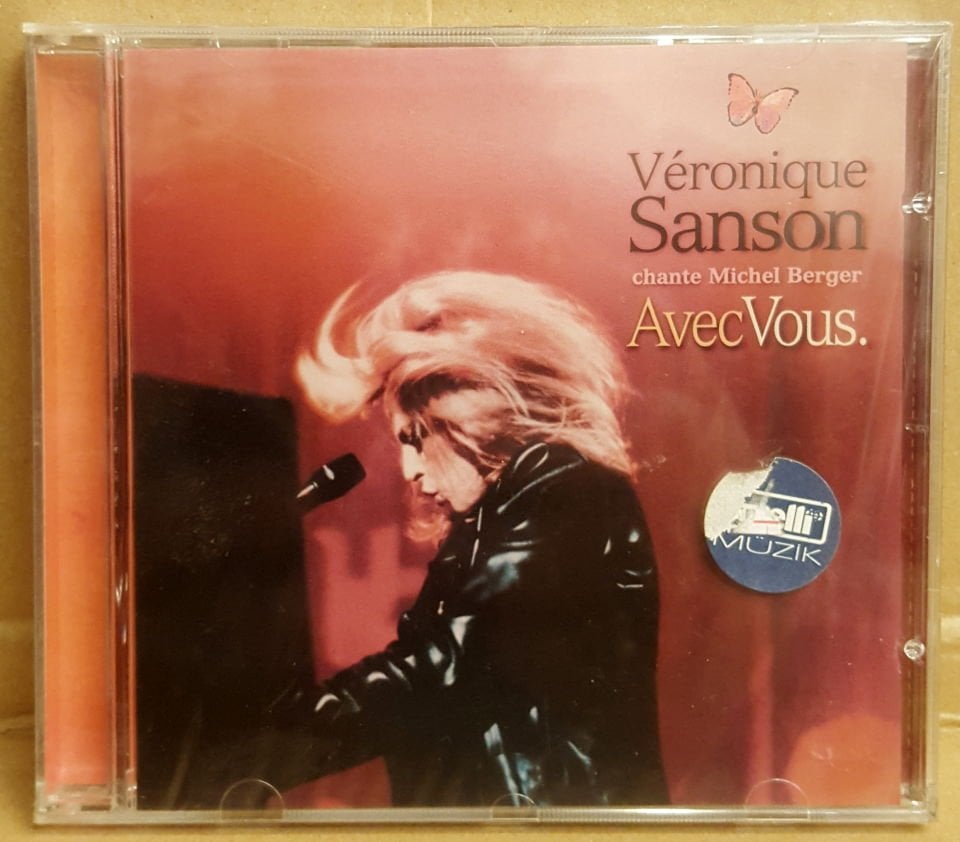 Véronique
Sanson
chante Michel Berger
AvecVous.
MÜZIK